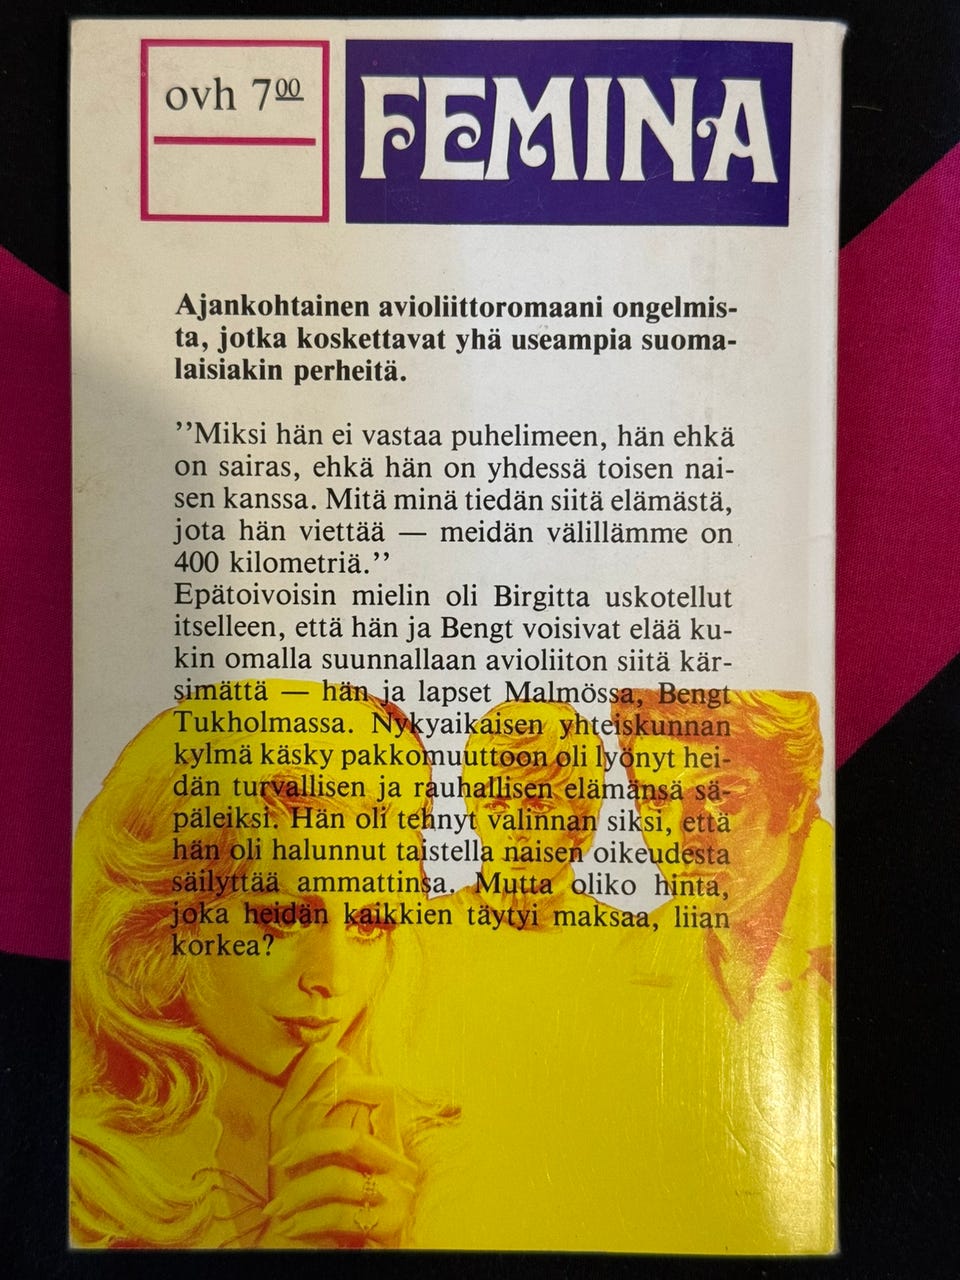 ovh 700
FEMINA
Ajankohtainen avioliittoromaani ongelmis-
ta, jotka koskettavat yhä useampia suoma-
laisiakin perheitä.
”Miksi hän ei vastaa puhelimeen, hän ehkä
on sairas, ehkä hän on yhdessä toisen nai-
sen kanssa. Mitä minä tiedän siitä elämästä,
jota hän viettää — meidän välillämme on
400 kilometriä.”
Epätoivoisin mielin oli Birgitta uskotellut
itselleen, että hän ja Bengt voisivat elää ku-
kin omalla suunnallaan avioliiton siitä kär-
simättä — hän ja lapset Malmössa, Bengt
Tukholmassa. Nykyaikaisen yhteiskunnan
kylmä käsky pakkomuuttoon oli lyönyt hei-
dän turvallisen ja rauhallisen elämänsä sä-
päleiksi. Hän oli tehnyt valinnan siksi, että
hän oli halunnut taistella naisen oikeudesta
säilyttää ammattinsa. Mutta oliko hinta,
joka heidän kaikkien täytyi maksaa, liian
korkea?